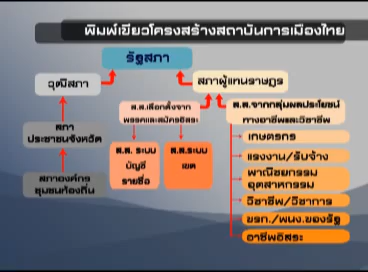 พิมพ์เขียวโครงสร้างสถาบันการเมืองไทย
รัฐสภา
วุฒิสภา
สภาผู้แทนราษฎร
ส.ส.เลือกตั้งจาก
พรรคและสมัครอิสระ
ส.ส.จากกลุ่มผลประโยชน์
ทางอาชีพและวิชาชีพ
สภา
ประชาชนจังหวัด
ส.ส. ระบบ
บัญชี
รายชื่อ
ส.ส.ระบบ
เขต
เกษตรกร
แรงงาน/รับจ้าง
พาณิชยกรรม
อุตสาหกรรม
สภาองค์กร
ชุมชนท้องถิ่น
วิชาชีพ/วิชาการ
ขรก./พนง.ของรัฐ
อาชีพอิสระ